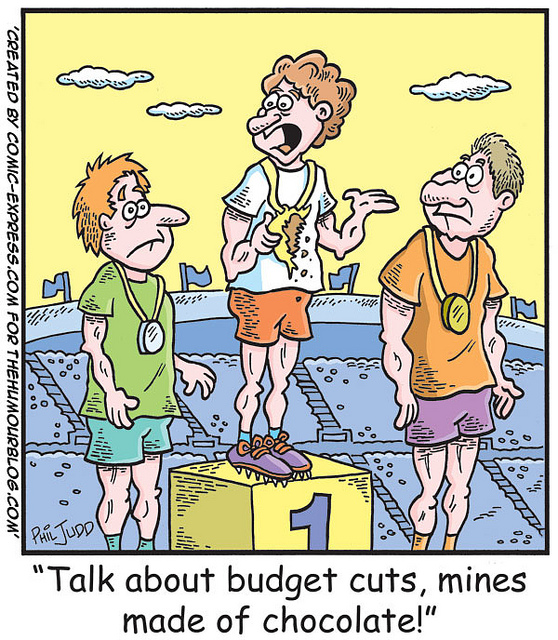 'CREATED BY COMIC-EXPRESS.COM FOR THEHUMOURBLOG.COM'
1
PHIL JUDD
"Talk about budget cuts, mines
made of chocolate!"